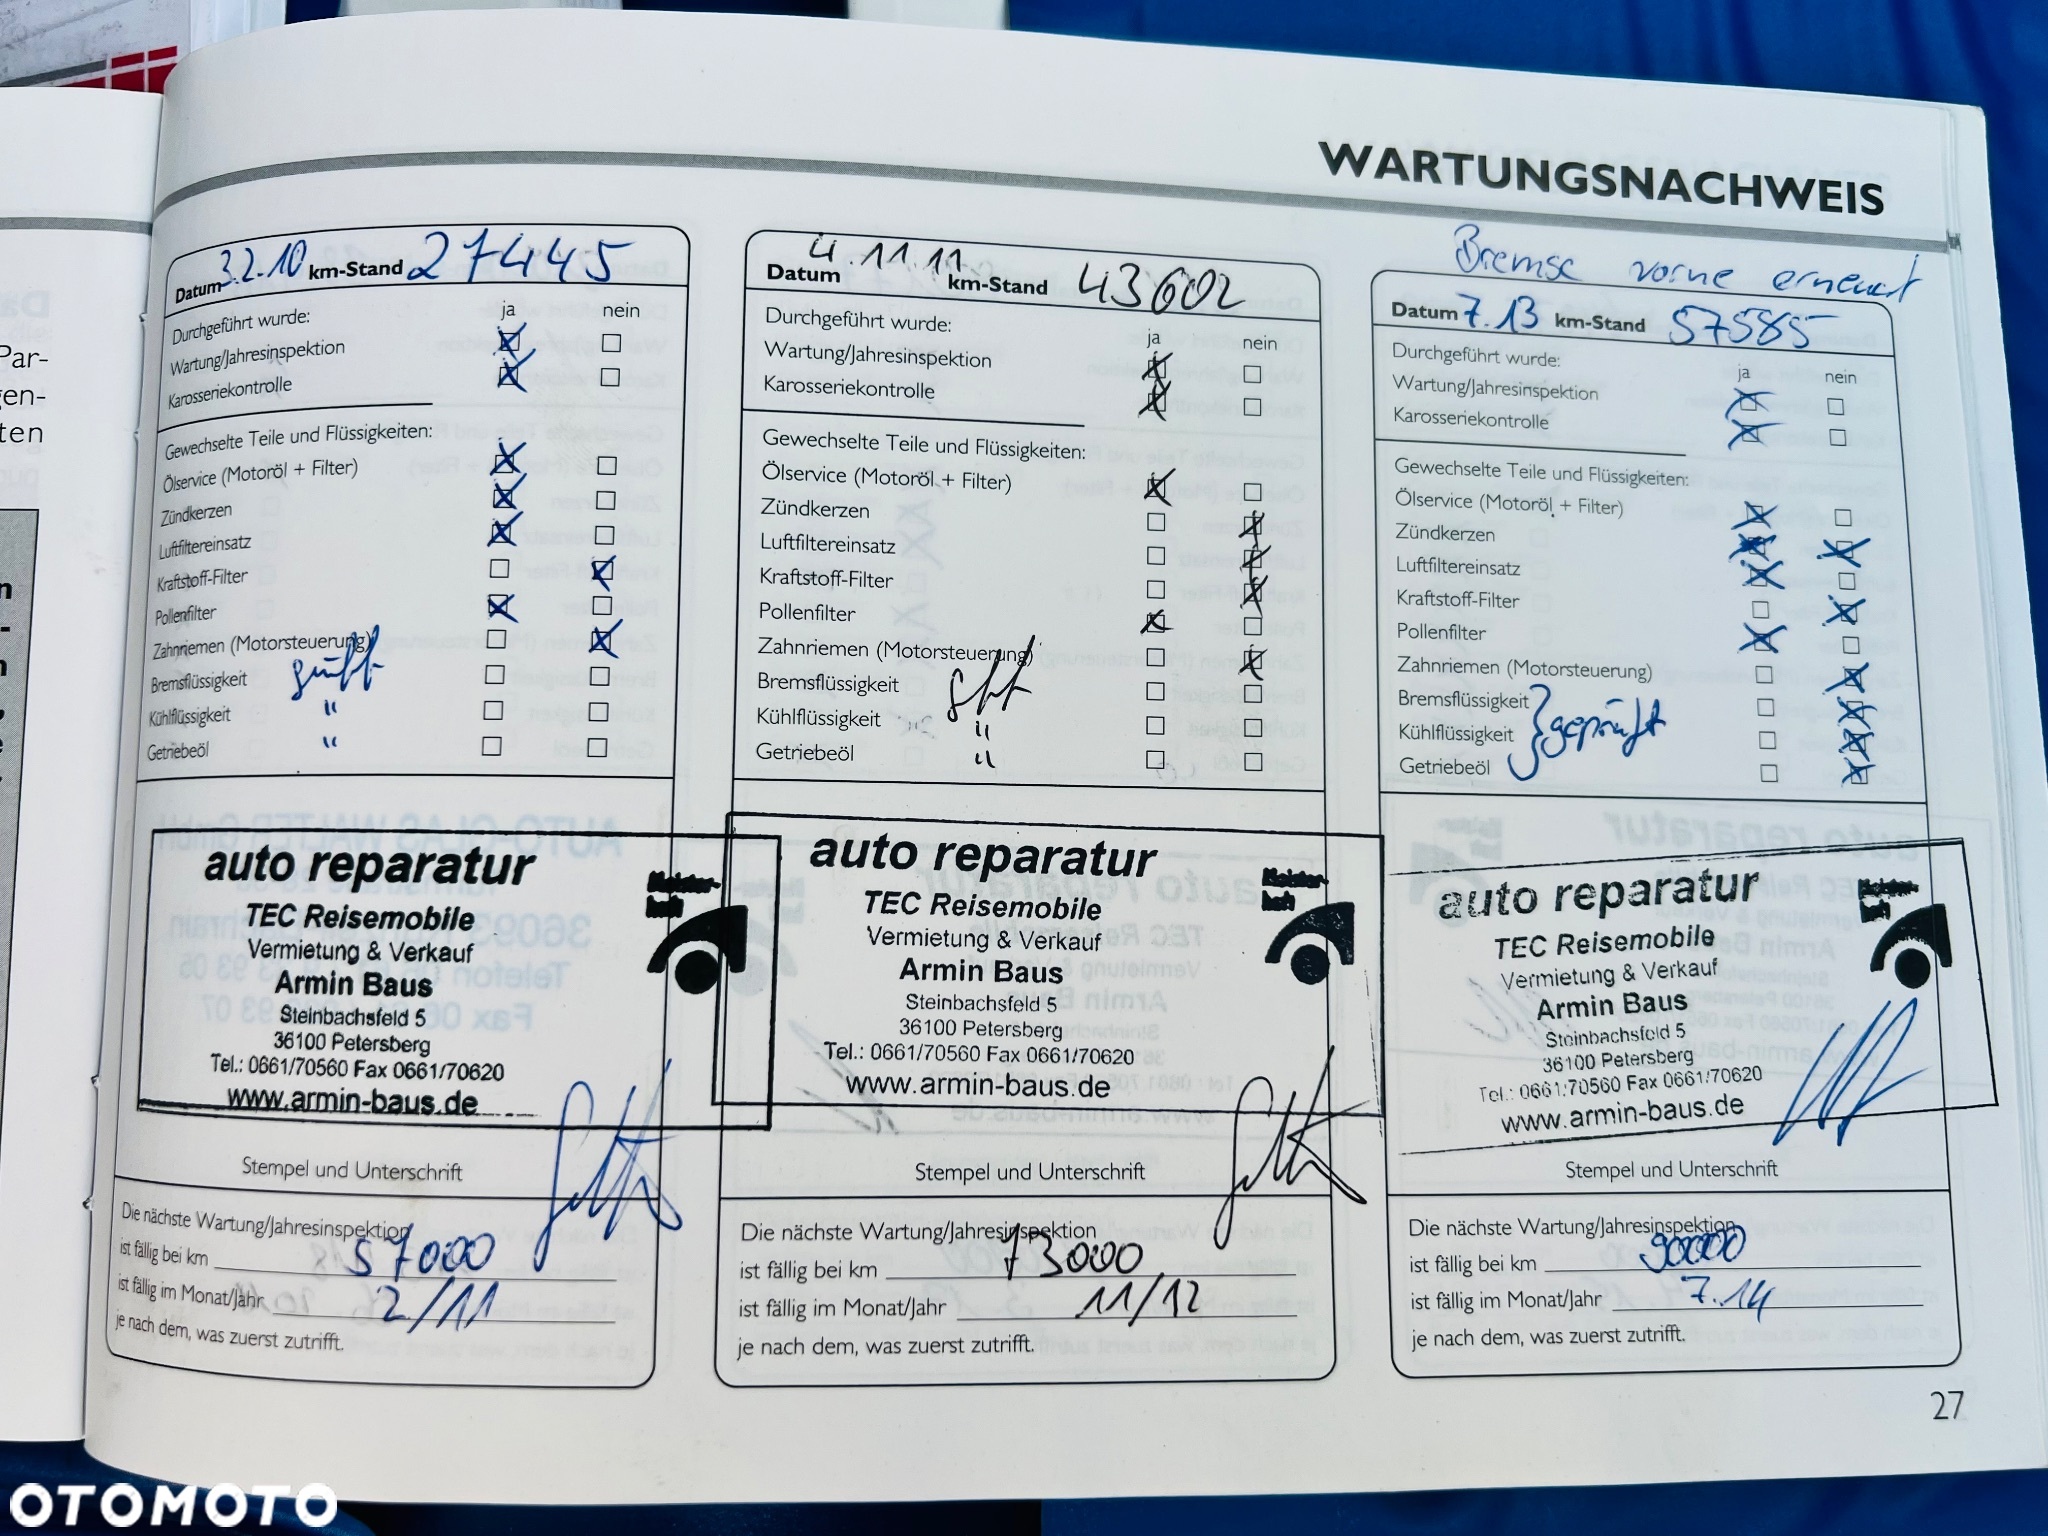 WARTUNGSNACHWEIS
Par-
gen-
ten
Datum 3.2.10 km-Stand 27445
Durchgeführt wurde: ja nein
Wartung/Jahresinspektion
Karosseriekontrolle
Gewechselte Teile und Flüssigkeiten:
Ölservice (Motoröl + Filter)
Zündkerzen
Luftfiltereinsatz
Kraftstoff-Filter
Pollenfilter
Zahnriemen (Motorsteuerung)
Bremsflüssigkeit
Kühlflüssigkeit "
Getriebeöl "
auto reparatur
Meister-
haft
TEC Reisemobile
Vermietung & Verkauf
Armin Baus
Steinbachsfeld 5
36100 Petersberg
Tel.: 0661/70560 Fax 0661/70620
www.armin-baus.de
Stempel und Unterschrift
Die nächste Wartung/Jahresinspektion
ist fällig bei km 57000
ist fällig im Monat/Jahr 2/11
je nach dem, was zuerst zutrifft.
Datum 4.11.11 km-Stand 43602
Durchgeführt wurde: ja nein
Wartung/Jahresinspektion
Karosseriekontrolle
Gewechselte Teile und Flüssigkeiten:
Ölservice (Motoröl + Filter)
Zündkerzen
Luftfiltereinsatz
Kraftstoff-Filter
Pollenfilter
Zahnriemen (Motorsteuerung)
Bremsflüssigkeit
Kühlflüssigkeit "
Getriebeöl "
auto reparatur
Meister-
haft
TEC Reisemobile
Vermietung & Verkauf
Armin Baus
Steinbachsfeld 5
36100 Petersberg
Tel.: 0661/70560 Fax 0661/70620
www.armin-baus.de
Stempel und Unterschrift
Die nächste Wartung/Jahresinspektion
ist fällig bei km 73000
ist fällig im Monat/Jahr 11/12
je nach dem, was zuerst zutrifft.
Bremse vorne erneuert
Datum 7.13 km-Stand 57585
Durchgeführt wurde: ja nein
Wartung/Jahresinspektion
Karosseriekontrolle
Gewechselte Teile und Flüssigkeiten:
Ölservice (Motoröl + Filter)
Zündkerzen
Luftfiltereinsatz
Kraftstoff-Filter
Pollenfilter
Zahnriemen (Motorsteuerung)
Bremsflüssigkeit
Kühlflüssigkeit geprüft
Getriebeöl
auto reparatur
Meister-
haft
TEC Reisemobile
Vermietung & Verkauf
Armin Baus
Steinbachsfeld 5
36100 Petersberg
Tel.: 0661/70560 Fax 0661/70620
www.armin-baus.de
Stempel und Unterschrift
Die nächste Wartung/Jahresinspektion
ist fällig bei km 90000
ist fällig im Monat/Jahr 7.14
je nach dem, was zuerst zutrifft.
27
OTOMOTO